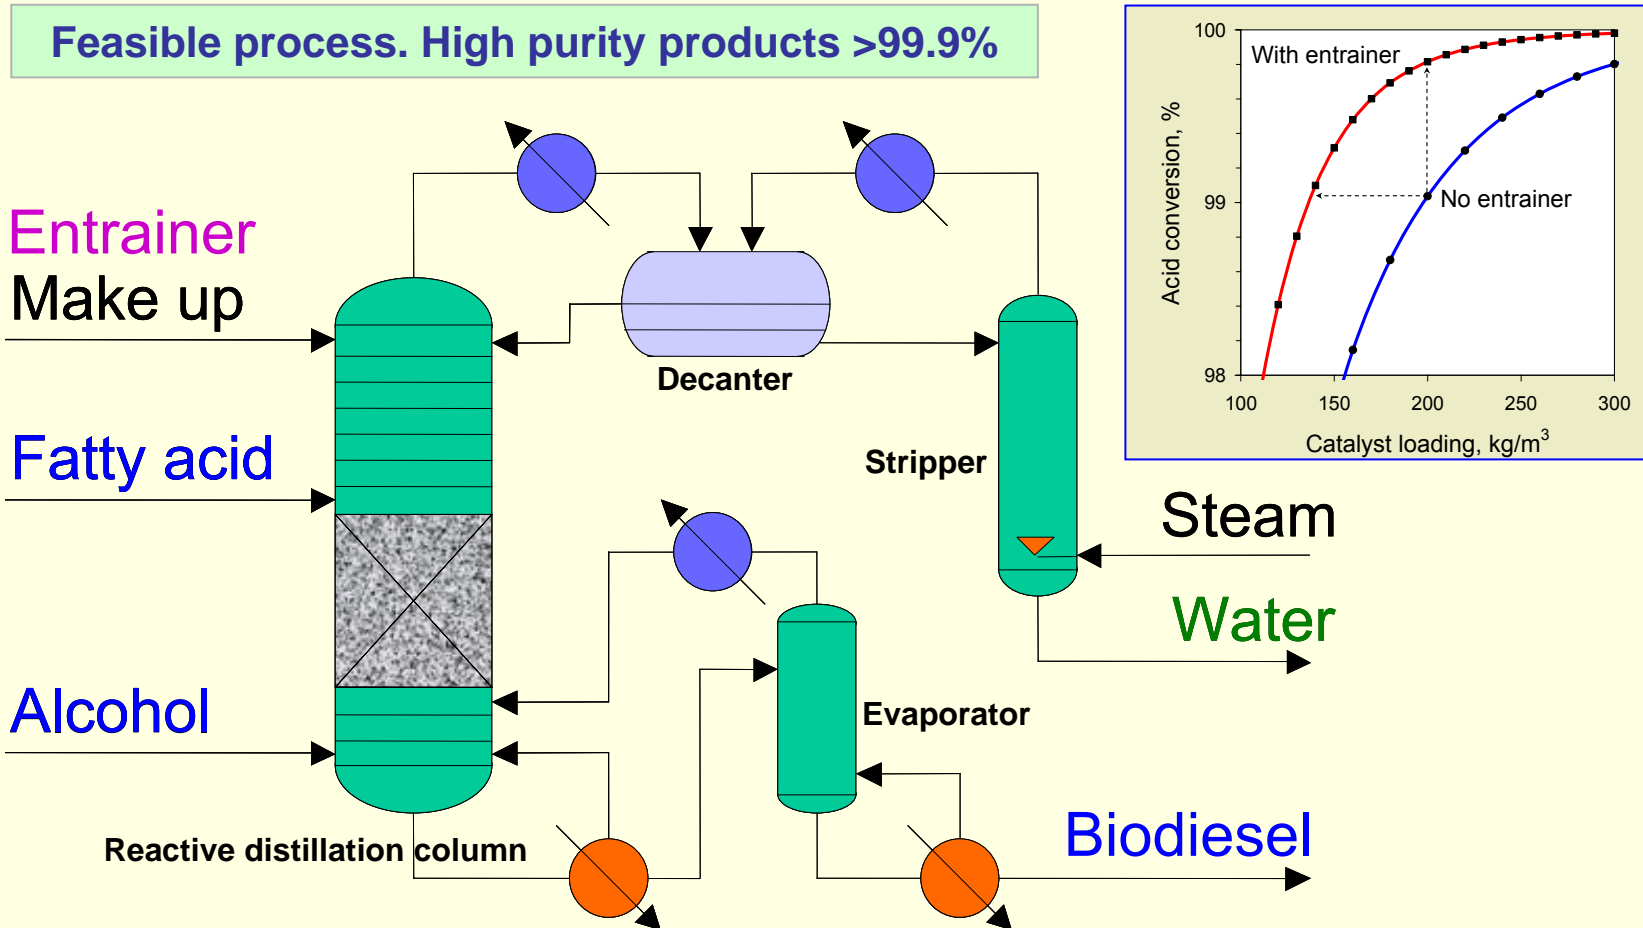 Feasible process. High purity products >99.9%
Entrainer
Make up
Fatty acid
Alcohol
Reactive distillation column
Decanter
Stripper
Evaporator
Steam
Water
Biodiesel
100
99
98
Acid conversion, %
With entrainer
No entrainer
100 150 200 250 300
Catalyst loading, kg/m³